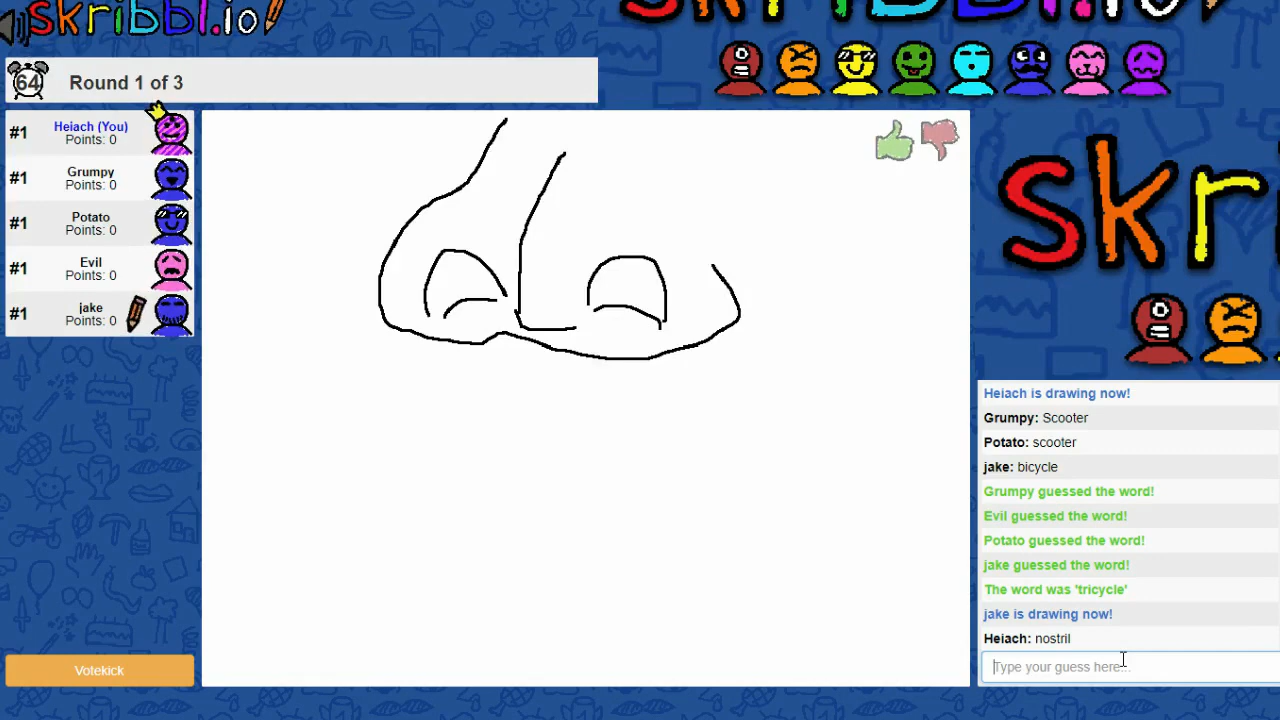 skribbl.io
skribbl.io
64
Round 1 of 3
#1
Heiach (You)
Points: 0
#1
Grumpy
Points: 0
#1
Potato
Points: 0
#1
Evil
Points: 0
#1
jake
Points: 0
Votekick
skr
Heiach is drawing now!
Grumpy: Scooter
Potato: scooter
jake: bicycle
Grumpy guessed the word!
Evil guessed the word!
Potato guessed the word!
jake guessed the word!
The word was 'tricycle'
jake is drawing now!
Heiach: nostril
Type your guess here...